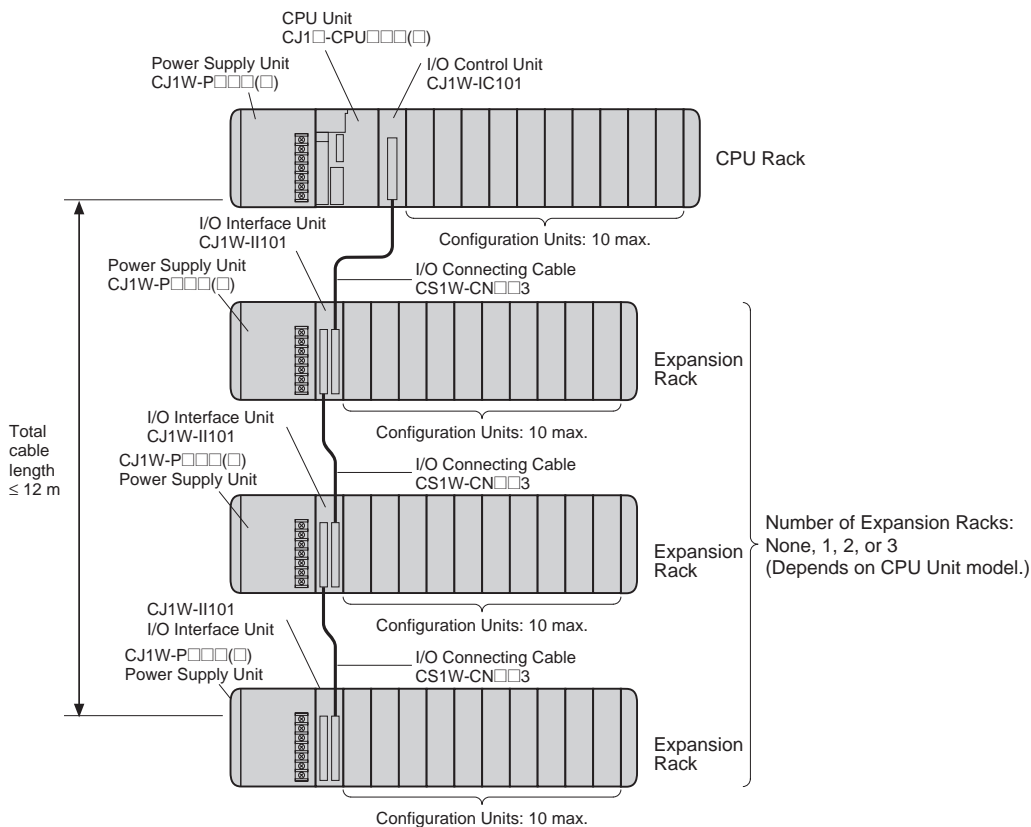 CPU Unit
CJ1□-CPU□□□(□)
Power Supply Unit
CJ1W-P□□□(□)
I/O Control Unit
CJ1W-IC101
CPU Rack
Configuration Units: 10 max.
I/O Interface Unit
CJ1W-II101
Power Supply Unit
CJ1W-P□□□(□)
I/O Connecting Cable
CS1W-CN□□3
Expansion
Rack
Configuration Units: 10 max.
I/O Interface Unit
CJ1W-II101
CJ1W-P□□□(□)
Power Supply Unit
I/O Connecting Cable
CS1W-CN□□3
Total
cable
length
≤ 12 m
Expansion
Rack
Number of Expansion Racks:
None, 1, 2, or 3
(Depends on CPU Unit model.)
Configuration Units: 10 max.
CJ1W-II101
I/O Interface Unit
CJ1W-P□□□(□)
Power Supply Unit
I/O Connecting Cable
CS1W-CN□□3
Expansion
Rack
Configuration Units: 10 max.